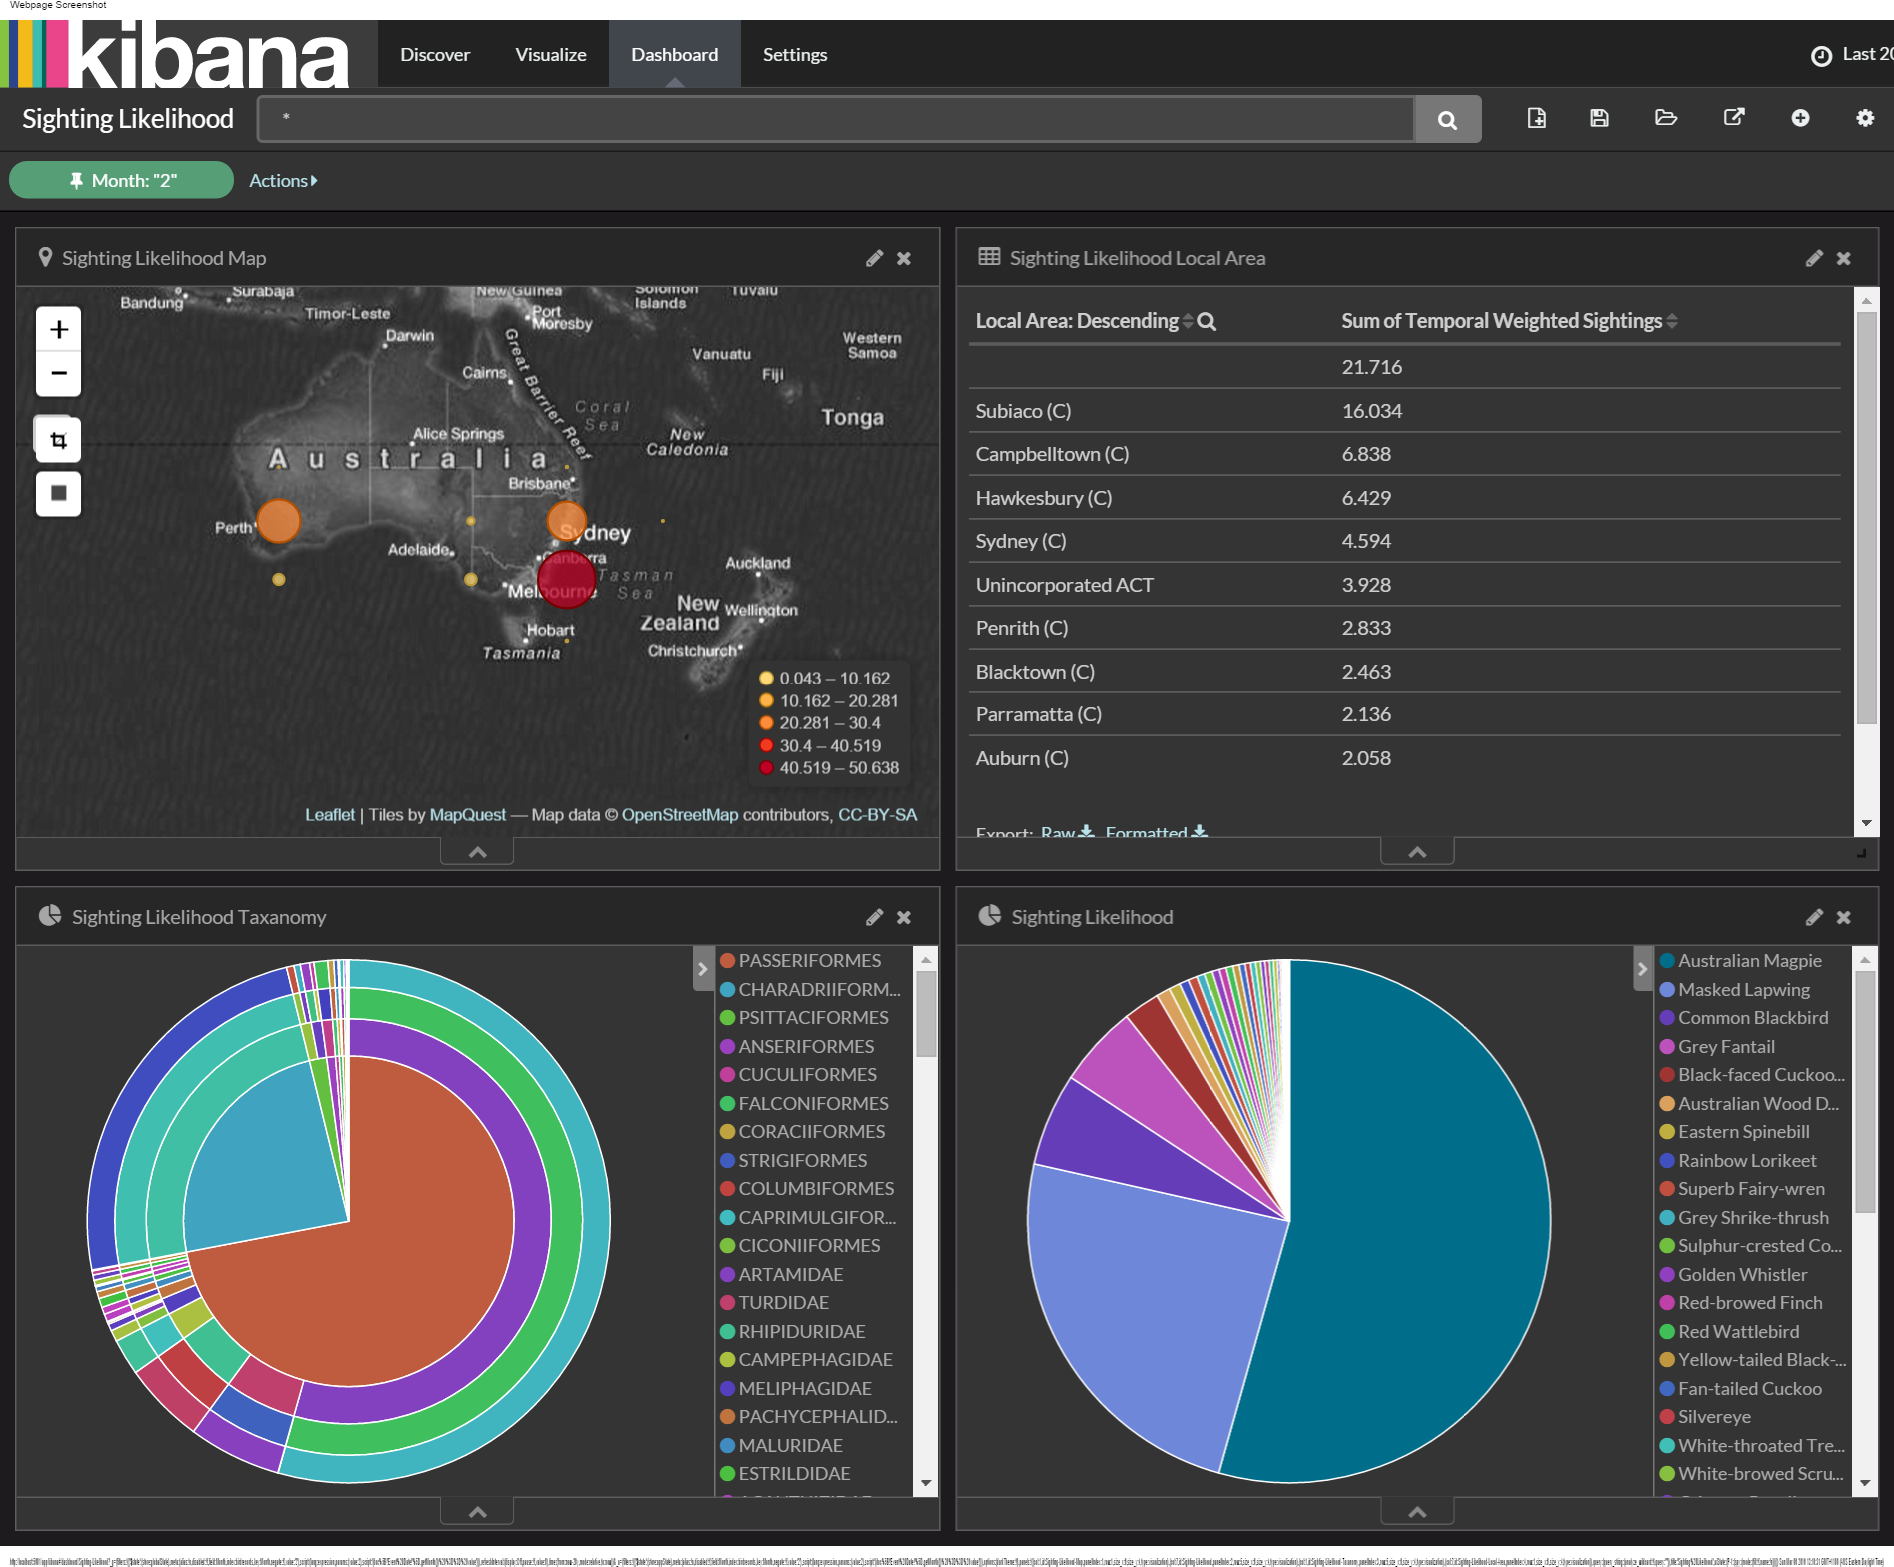 Webpage Screenshot
kibana
Discover Visualize Dashboard Settings
Last 20
Sighting Likelihood
*
Month: "2"
Actions
Sighting Likelihood Map
Bandung
Surabaja
Timor-Leste
New Guinea
Port
Moresby
Solomon
Islands
Tuvalu
Darwin
Great Barrier Reef
Cairns
Vanuatu
Fiji
Western
Samoa
Coral
Sea
Tonga
Alice Springs
New
Caledonia
Australia
Brisbane
Perth
Sydney
Adelaide
Canberra
Auckland
Tasman
Sea
Melbourne
New
Zealand
Wellington
Hobart
Tasmania
Christchurch
0.043 – 10.162
10.162 – 20.281
20.281 – 30.4
30.4 – 40.519
40.519 – 50.638
Leaflet | Tiles by MapQuest — Map data © OpenStreetMap contributors, CC-BY-SA
Sighting Likelihood Local Area
Local Area: Descending Sum of Temporal Weighted Sightings
21.716
Subiaco (C) 16.034
Campbelltown (C) 6.838
Hawkesbury (C) 6.429
Sydney (C) 4.594
Unincorporated ACT 3.928
Penrith (C) 2.833
Blacktown (C) 2.463
Parramatta (C) 2.136
Auburn (C) 2.058
Export: Raw Formatted
Sighting Likelihood Taxanomy
PASSERIFORMES
CHARADRIIFORM...
PSITTACIFORMES
ANSERIFORMES
CUCULIFORMES
FALCONIFORMES
CORACIIFORMES
STRIGIFORMES
COLUMBIFORMES
CAPRIMULGIFOR...
CICONIIFORMES
ARTAMIDAE
TURDIDAE
RHIPIDURIDAE
CAMPEPHAGIDAE
MELIPHAGIDAE
PACHYCEPHALID...
MALURIDAE
ESTRILDIDAE
Sighting Likelihood
Australian Magpie
Masked Lapwing
Common Blackbird
Grey Fantail
Black-faced Cuckoo...
Australian Wood D...
Eastern Spinebill
Rainbow Lorikeet
Superb Fairy-wren
Grey Shrike-thrush
Sulphur-crested Co...
Golden Whistler
Red-browed Finch
Red Wattlebird
Yellow-tailed Black-...
Fan-tailed Cuckoo
Silvereye
White-throated Tre...
White-browed Scru...